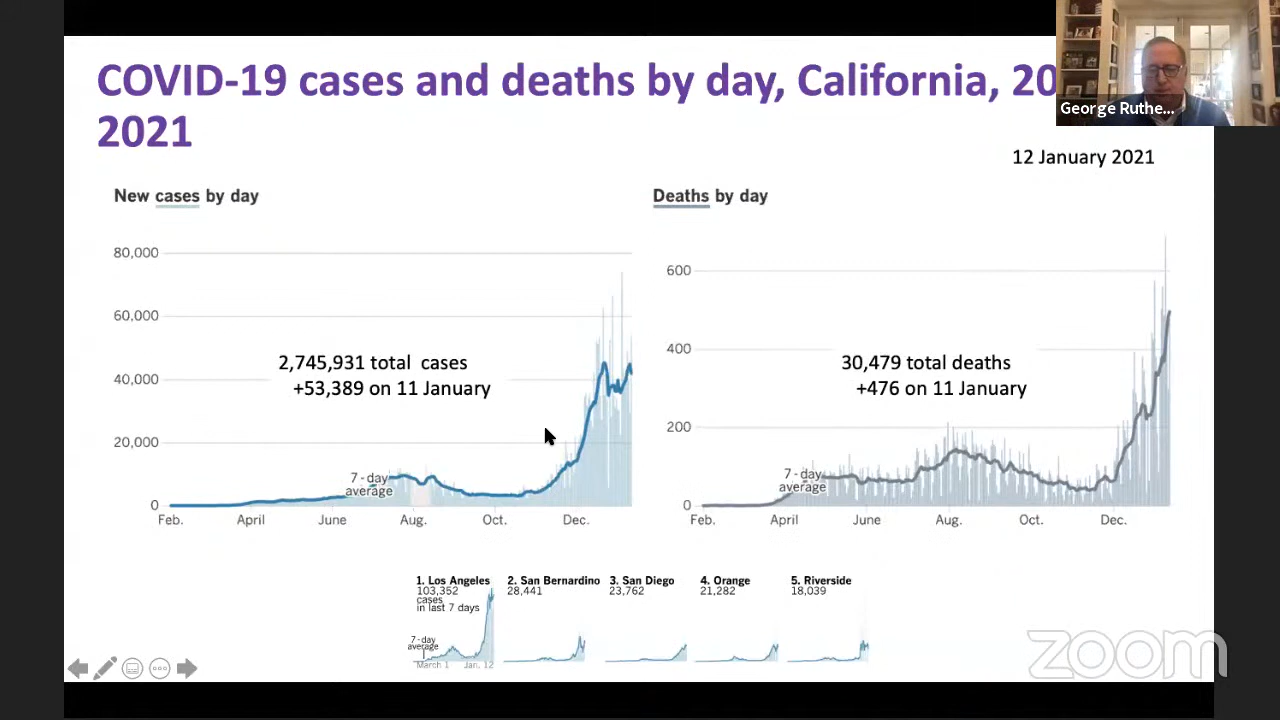 COVID-19 cases and deaths by day, California, 20
2021
George Ruthe...
12 January 2021
New cases by day
80,000
60,000
40,000
20,000
0
2,745,931 total cases
+53,389 on 11 January
7-day
average
Feb.
April
June
Aug.
Oct.
Dec.
Deaths by day
600
400
200
0
30,479 total deaths
+476 on 11 January
7-day
average
Feb.
April
June
Aug.
Oct.
Dec.
1. Los Angeles
103,352
cases
in last 7 days
7-day
average
March 1
Jan. 12
2. San Bernardino
28,441
3. San Diego
23,762
4. Orange
21,282
5. Riverside
18,039
zoom